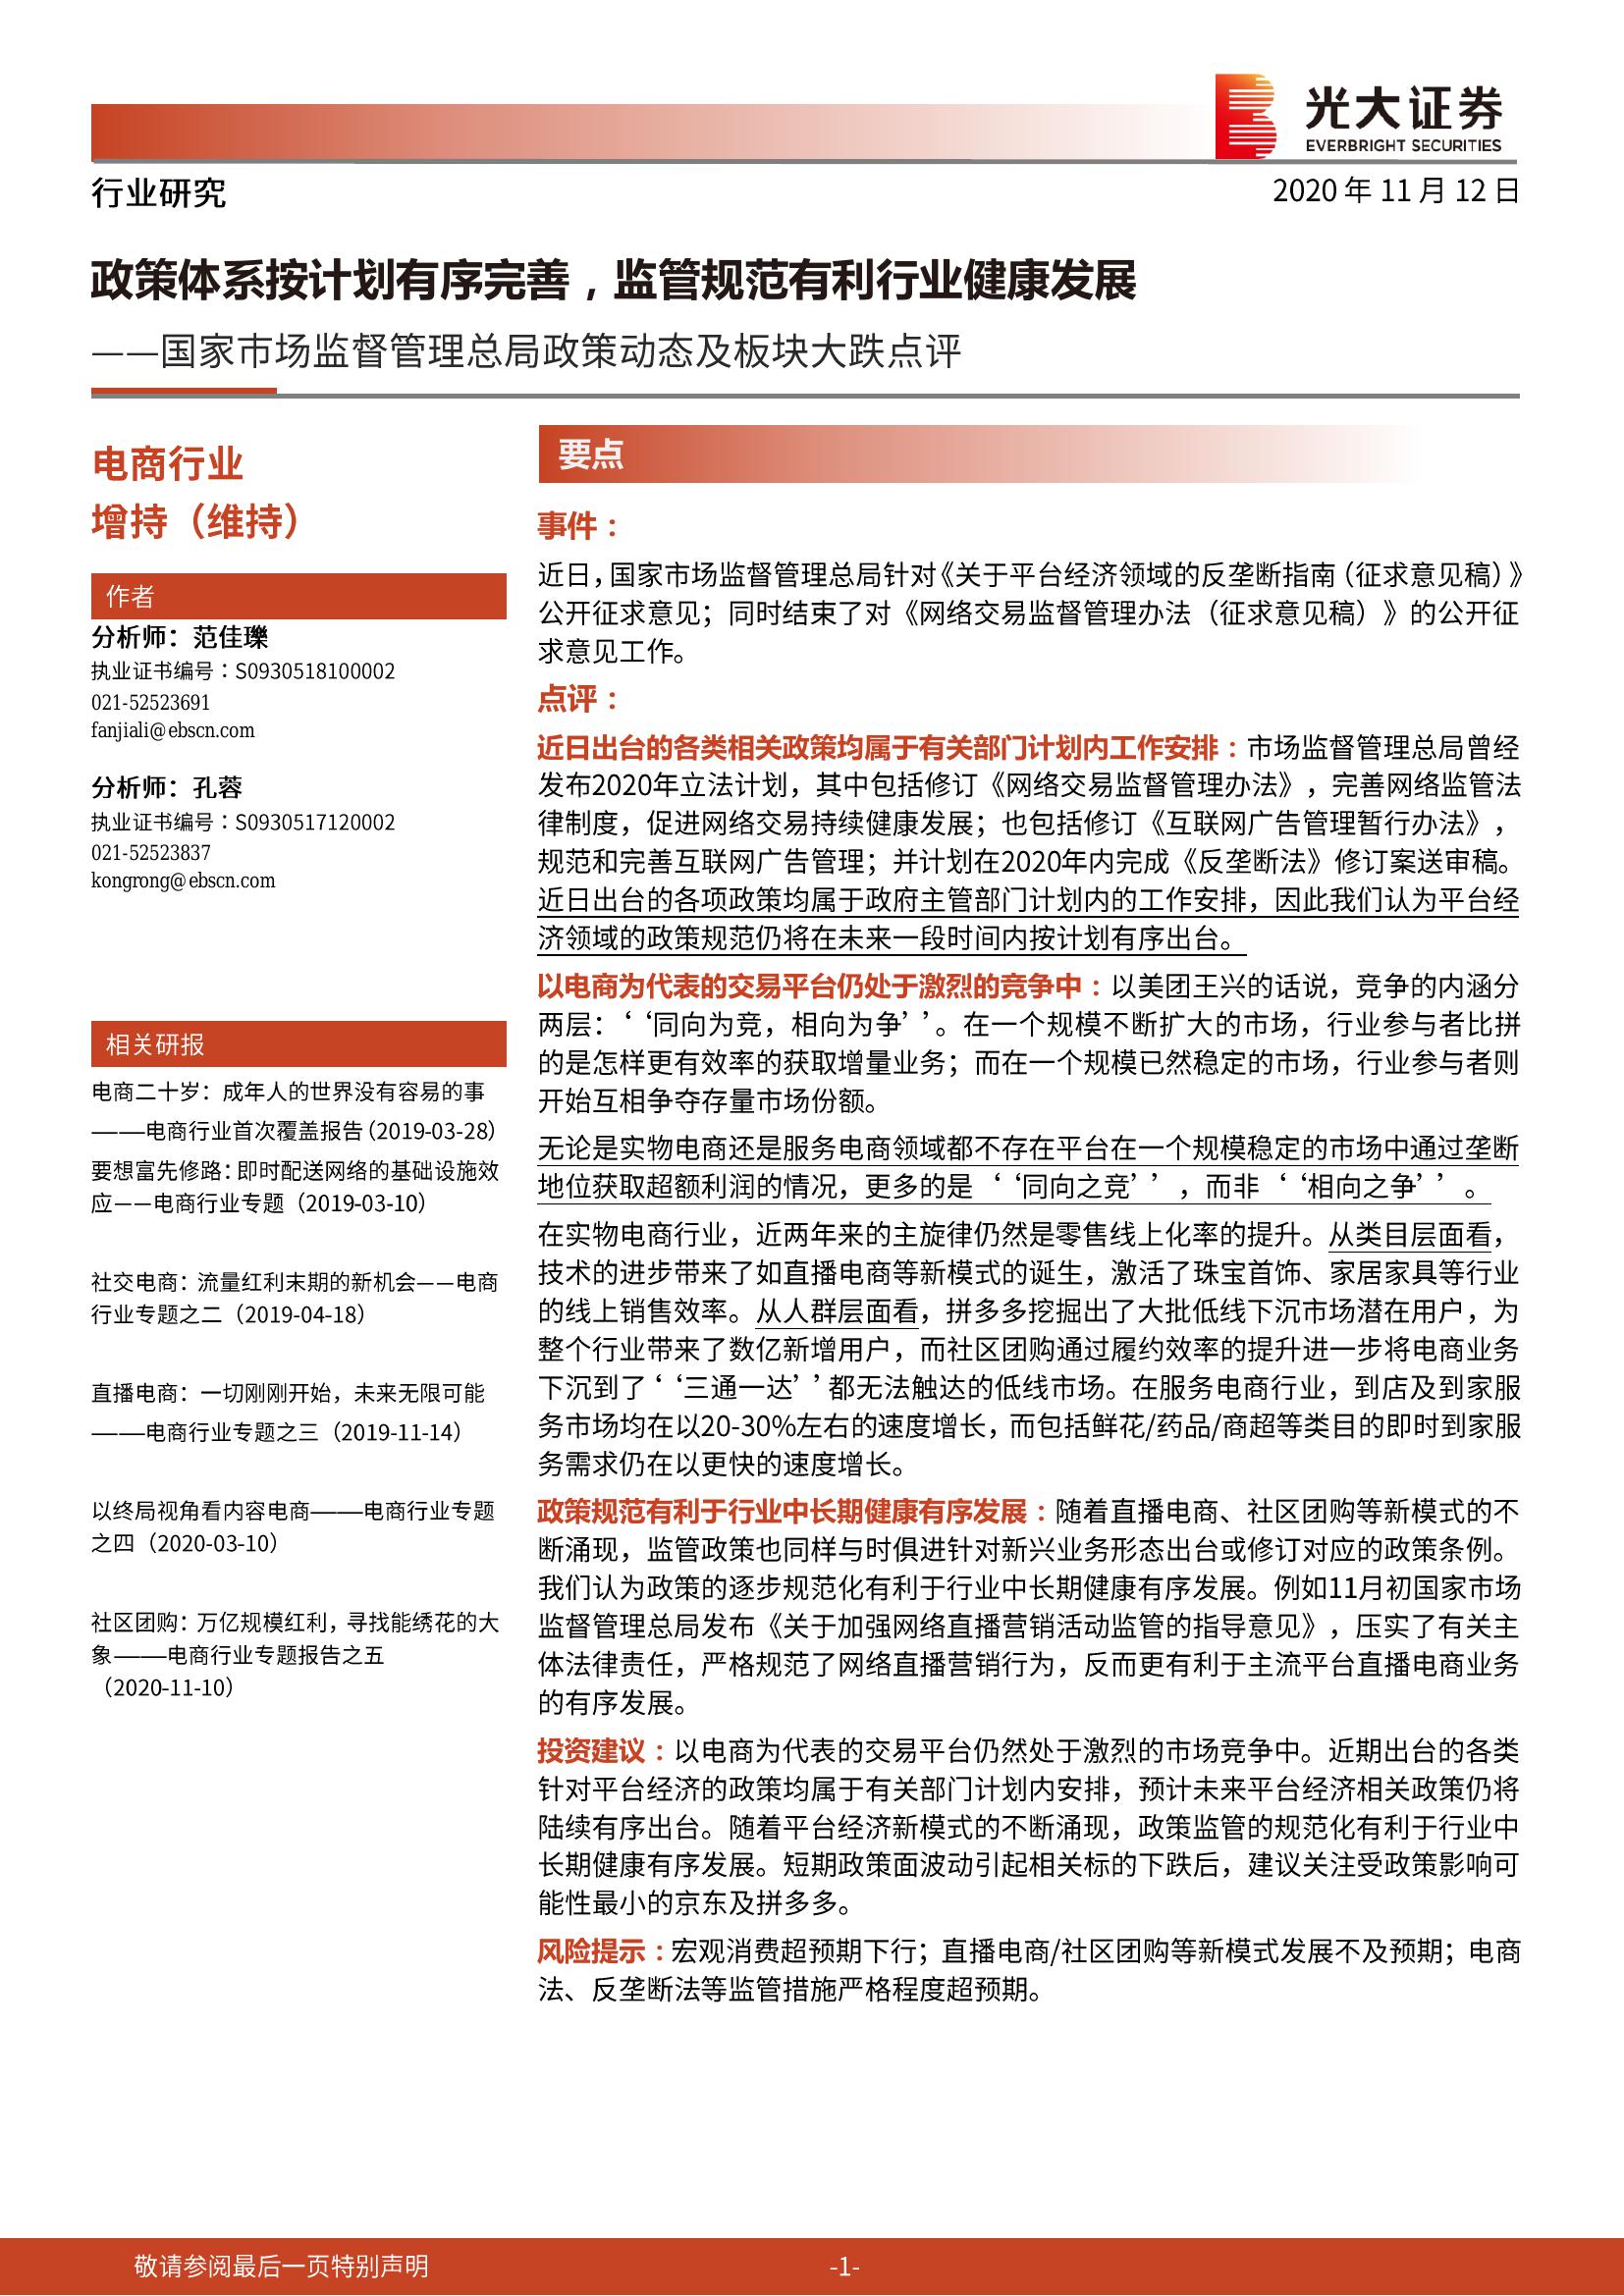 光大证券
EVERBRIGHT SECURITIES
行业研究
2020 年 11 月 12 日
政策体系按计划有序完善，监管规范有利行业健康发展
——国家市场监督管理总局政策动态及板块大跌点评
电商行业
增持（维持）
作者
分析师：范佳瓅
执业证书编号：S0930518100002
021-52523691
fanjiali@ebscn.com
分析师：孔蓉
执业证书编号：S0930517120002
021-52523837
kongrong@ebscn.com
相关研报
电商二十岁：成年人的世界没有容易的事
——电商行业首次覆盖报告（2019-03-28）
要想富先修路：即时配送网络的基础设施效
应——电商行业专题（2019-03-10）
社交电商：流量红利末期的新机会——电商
行业专题之二（2019-04-18）
直播电商：一切刚刚开始，未来无限可能
——电商行业专题之三（2019-11-14）
以终局视角看内容电商——电商行业专题
之四（2020-03-10）
社区团购：万亿规模红利，寻找能绣花的大
象——电商行业专题报告之五
（2020-11-10）
要点
事件：
近日，国家市场监督管理总局针对《关于平台经济领域的反垄断指南（征求意见稿）》
公开征求意见；同时结束了对《网络交易监督管理办法（征求意见稿）》的公开征
求意见工作。
点评：
近日出台的各类相关政策均属于有关部门计划内工作安排：市场监督管理总局曾经
发布2020年立法计划，其中包括修订《网络交易监督管理办法》，完善网络监管法
律制度，促进网络交易持续健康发展；也包括修订《互联网广告管理暂行办法》，
规范和完善互联网广告管理；并计划在2020年内完成《反垄断法》修订案送审稿。
近日出台的各项政策均属于政府主管部门计划内的工作安排，因此我们认为平台经
济领域的政策规范仍将在未来一段时间内按计划有序出台。
以电商为代表的交易平台仍处于激烈的竞争中：以美团王兴的话说，竞争的内涵分
两层：‘‘同向为竞，相向为争’’。在一个规模不断扩大的市场，行业参与者比拼
的是怎样更有效率的获取增量业务；而在一个规模已然稳定的市场，行业参与者则
开始互相争夺存量市场份额。
无论是实物电商还是服务电商领域都不存在平台在一个规模稳定的市场中通过垄断
地位获取超额利润的情况，更多的是‘‘同向之竞’’，而非‘‘相向之争’’。
在实物电商行业，近两年来的主旋律仍然是零售线上化率的提升。从类目层面看，
技术的进步带来了如直播电商等新模式的诞生，激活了珠宝首饰、家居家具等行业
的线上销售效率。从人群层面看，拼多多挖掘出了大批低线下沉市场潜在用户，为
整个行业带来了数亿新增用户，而社区团购通过履约效率的提升进一步将电商业务
下沉到了‘‘三通一达’’都无法触达的低线市场。在服务电商行业，到店及到家服
务市场均在以20-30%左右的速度增长，而包括鲜花/药品/商超等类目的即时到家服
务需求仍在以更快的速度增长。
政策规范有利于行业中长期健康有序发展：随着直播电商、社区团购等新模式的不
断涌现，监管政策也同样与时俱进针对新兴业务形态出台或修订对应的政策条例。
我们认为政策的逐步规范化有利于行业中长期健康有序发展。例如11月初国家市场
监督管理总局发布《关于加强网络直播营销活动监管的指导意见》，压实了有关主
体法律责任，严格规范了网络直播营销行为，反而更有利于主流平台直播电商业务
的有序发展。
投资建议：以电商为代表的交易平台仍然处于激烈的市场竞争中。近期出台的各类
针对平台经济的政策均属于有关部门计划内安排，预计未来平台经济相关政策仍将
陆续有序出台。随着平台经济新模式的不断涌现，政策监管的规范化有利于行业中
长期健康有序发展。短期政策面波动引起相关标的下跌后，建议关注受政策影响可
能性最小的京东及拼多多。
风险提示：宏观消费超预期下行；直播电商/社区团购等新模式发展不及预期；电商
法、反垄断法等监管措施严格程度超预期。
敬请参阅最后一页特别声明
-1-